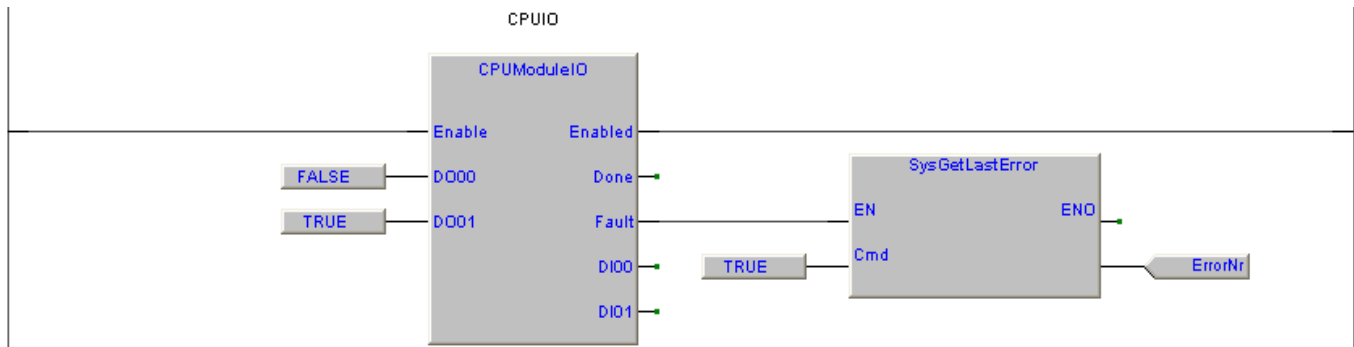 CPUIO
CPUModuleIO
Enable Enabled
FALSE DO00 Done
TRUE DO01 Fault
DI00
DI01
SysGetLastError
EN ENO
TRUE Cmd ErrorNr